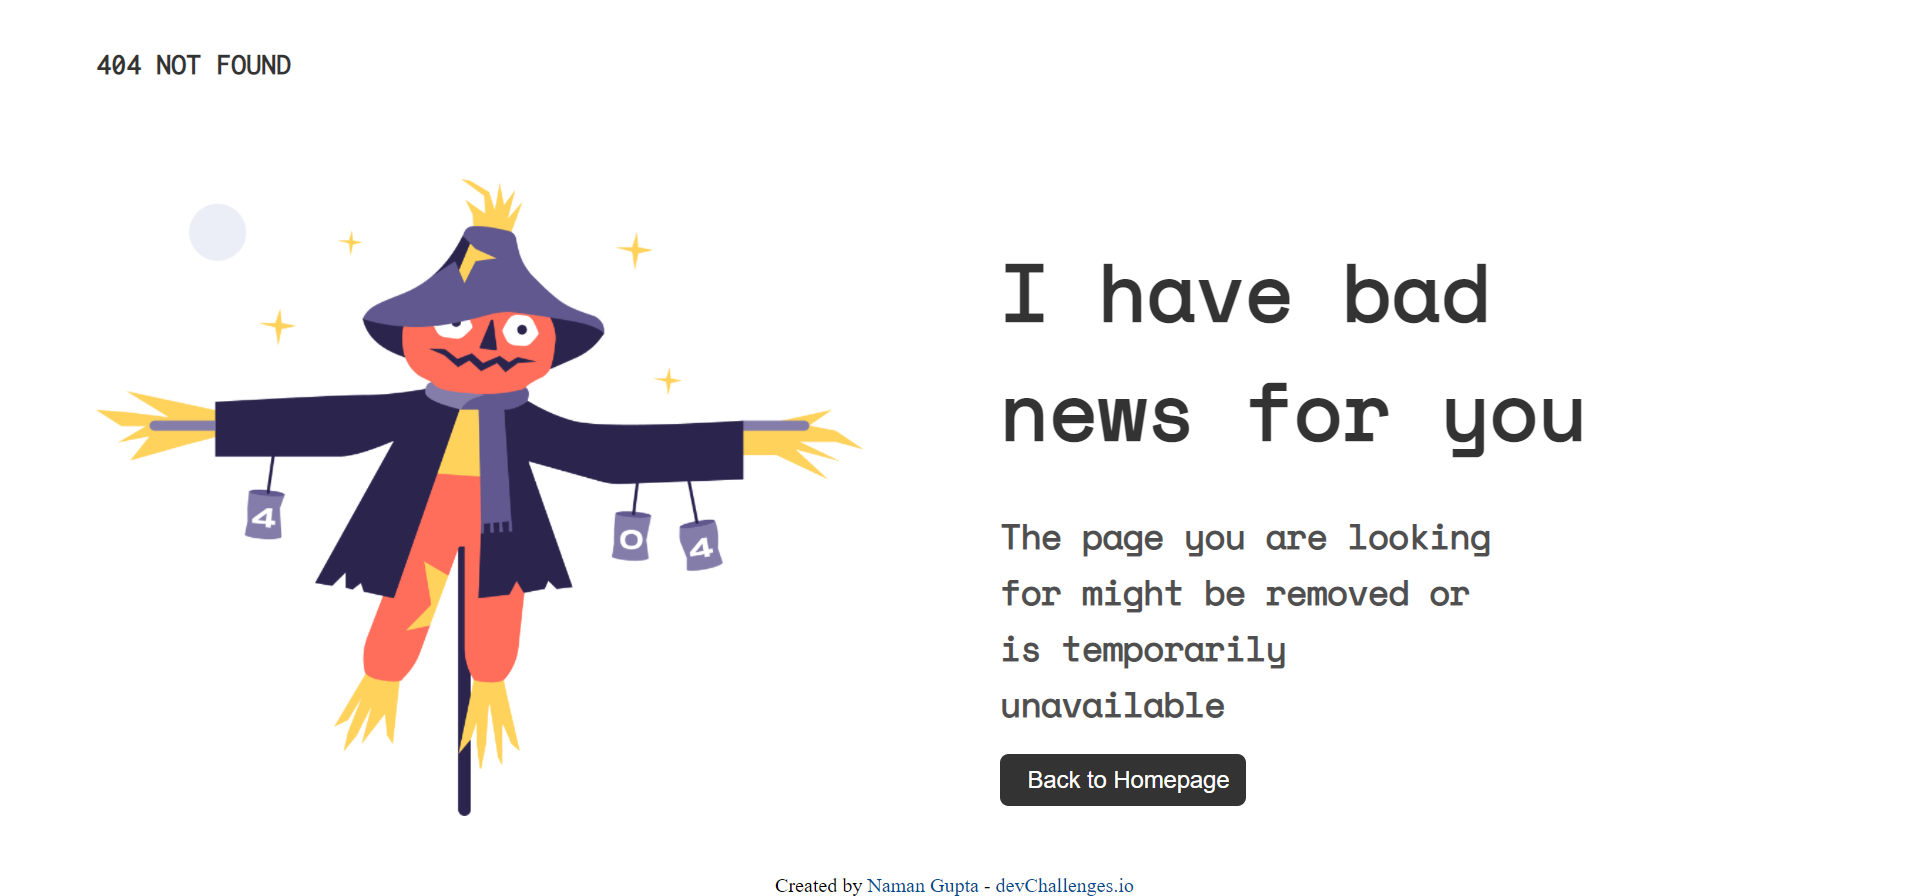 404 NOT FOUND
I have bad
news for you
4
0
4
The page you are looking
for might be removed or
is temporarily
unavailable
Back to Homepage
Created by Naman Gupta - devChallenges.io